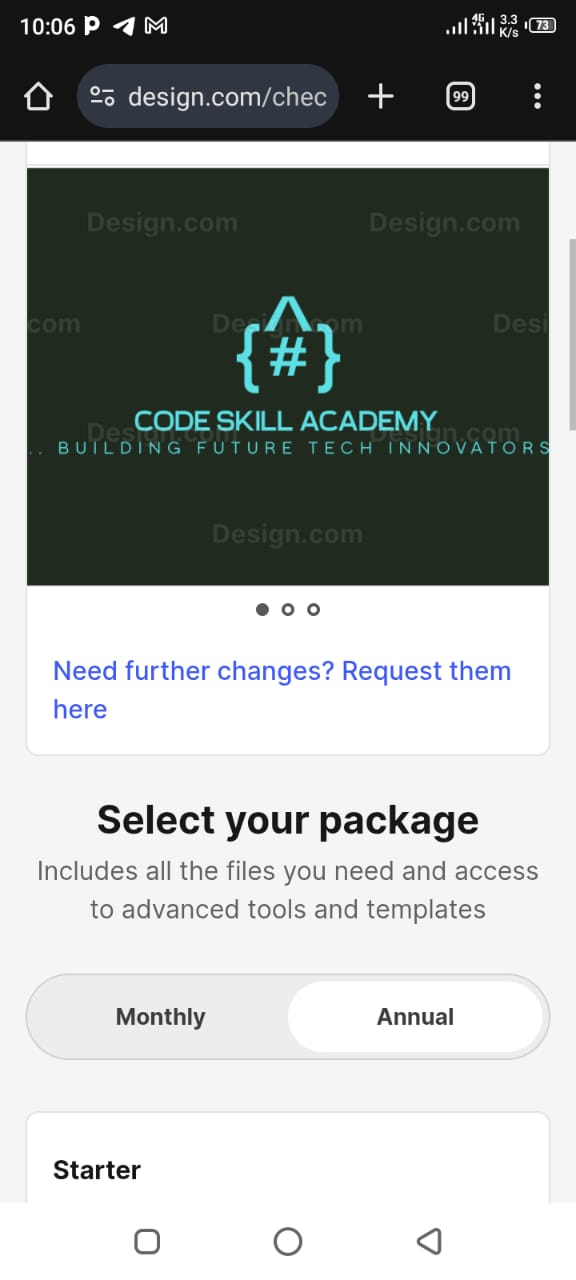 10:06
4G 3.3 K/s 73
design.com/chec
99
Design.com Design.com
com Design.com Desi
{#}
CODE SKILL ACADEMY
Design.com Design.com
.. BUILDING FUTURE TECH INNOVATORS
Design.com
Need further changes? Request them
here
Select your package
Includes all the files you need and access
to advanced tools and templates
Monthly Annual
Starter